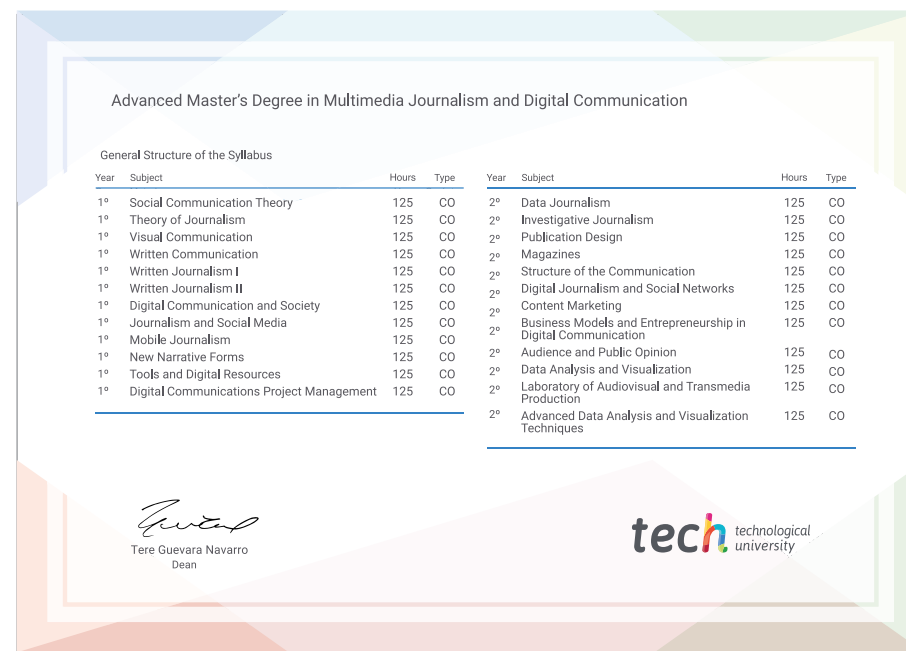 Advanced Master's Degree in Multimedia Journalism and Digital Communication
General Structure of the Syllabus
Year Subject Hours Type
1º Social Communication Theory 125 CO
1º Theory of Journalism 125 CO
1º Visual Communication 125 CO
1º Written Communication 125 CO
1º Written Journalism I 125 CO
1º Written Journalism II 125 CO
1º Digital Communication and Society 125 CO
1º Journalism and Social Media 125 CO
1º Mobile Journalism 125 CO
1º New Narrative Forms 125 CO
1º Tools and Digital Resources 125 CO
1º Digital Communications Project Management 125 CO
Year Subject Hours Type
2º Data Journalism 125 CO
2º Investigative Journalism 125 CO
2º Publication Design 125 CO
2º Magazines 125 CO
2º Structure of the Communication 125 CO
2º Digital Journalism and Social Networks 125 CO
2º Content Marketing 125 CO
2º Business Models and Entrepreneurship in 125 CO
Digital Communication
2º Audience and Public Opinion 125 CO
2º Data Analysis and Visualization 125 CO
2º Laboratory of Audiovisual and Transmedia 125 CO
Production
2º Advanced Data Analysis and Visualization 125 CO
Techniques
Tere Guevara Navarro
Dean
tech technological
university